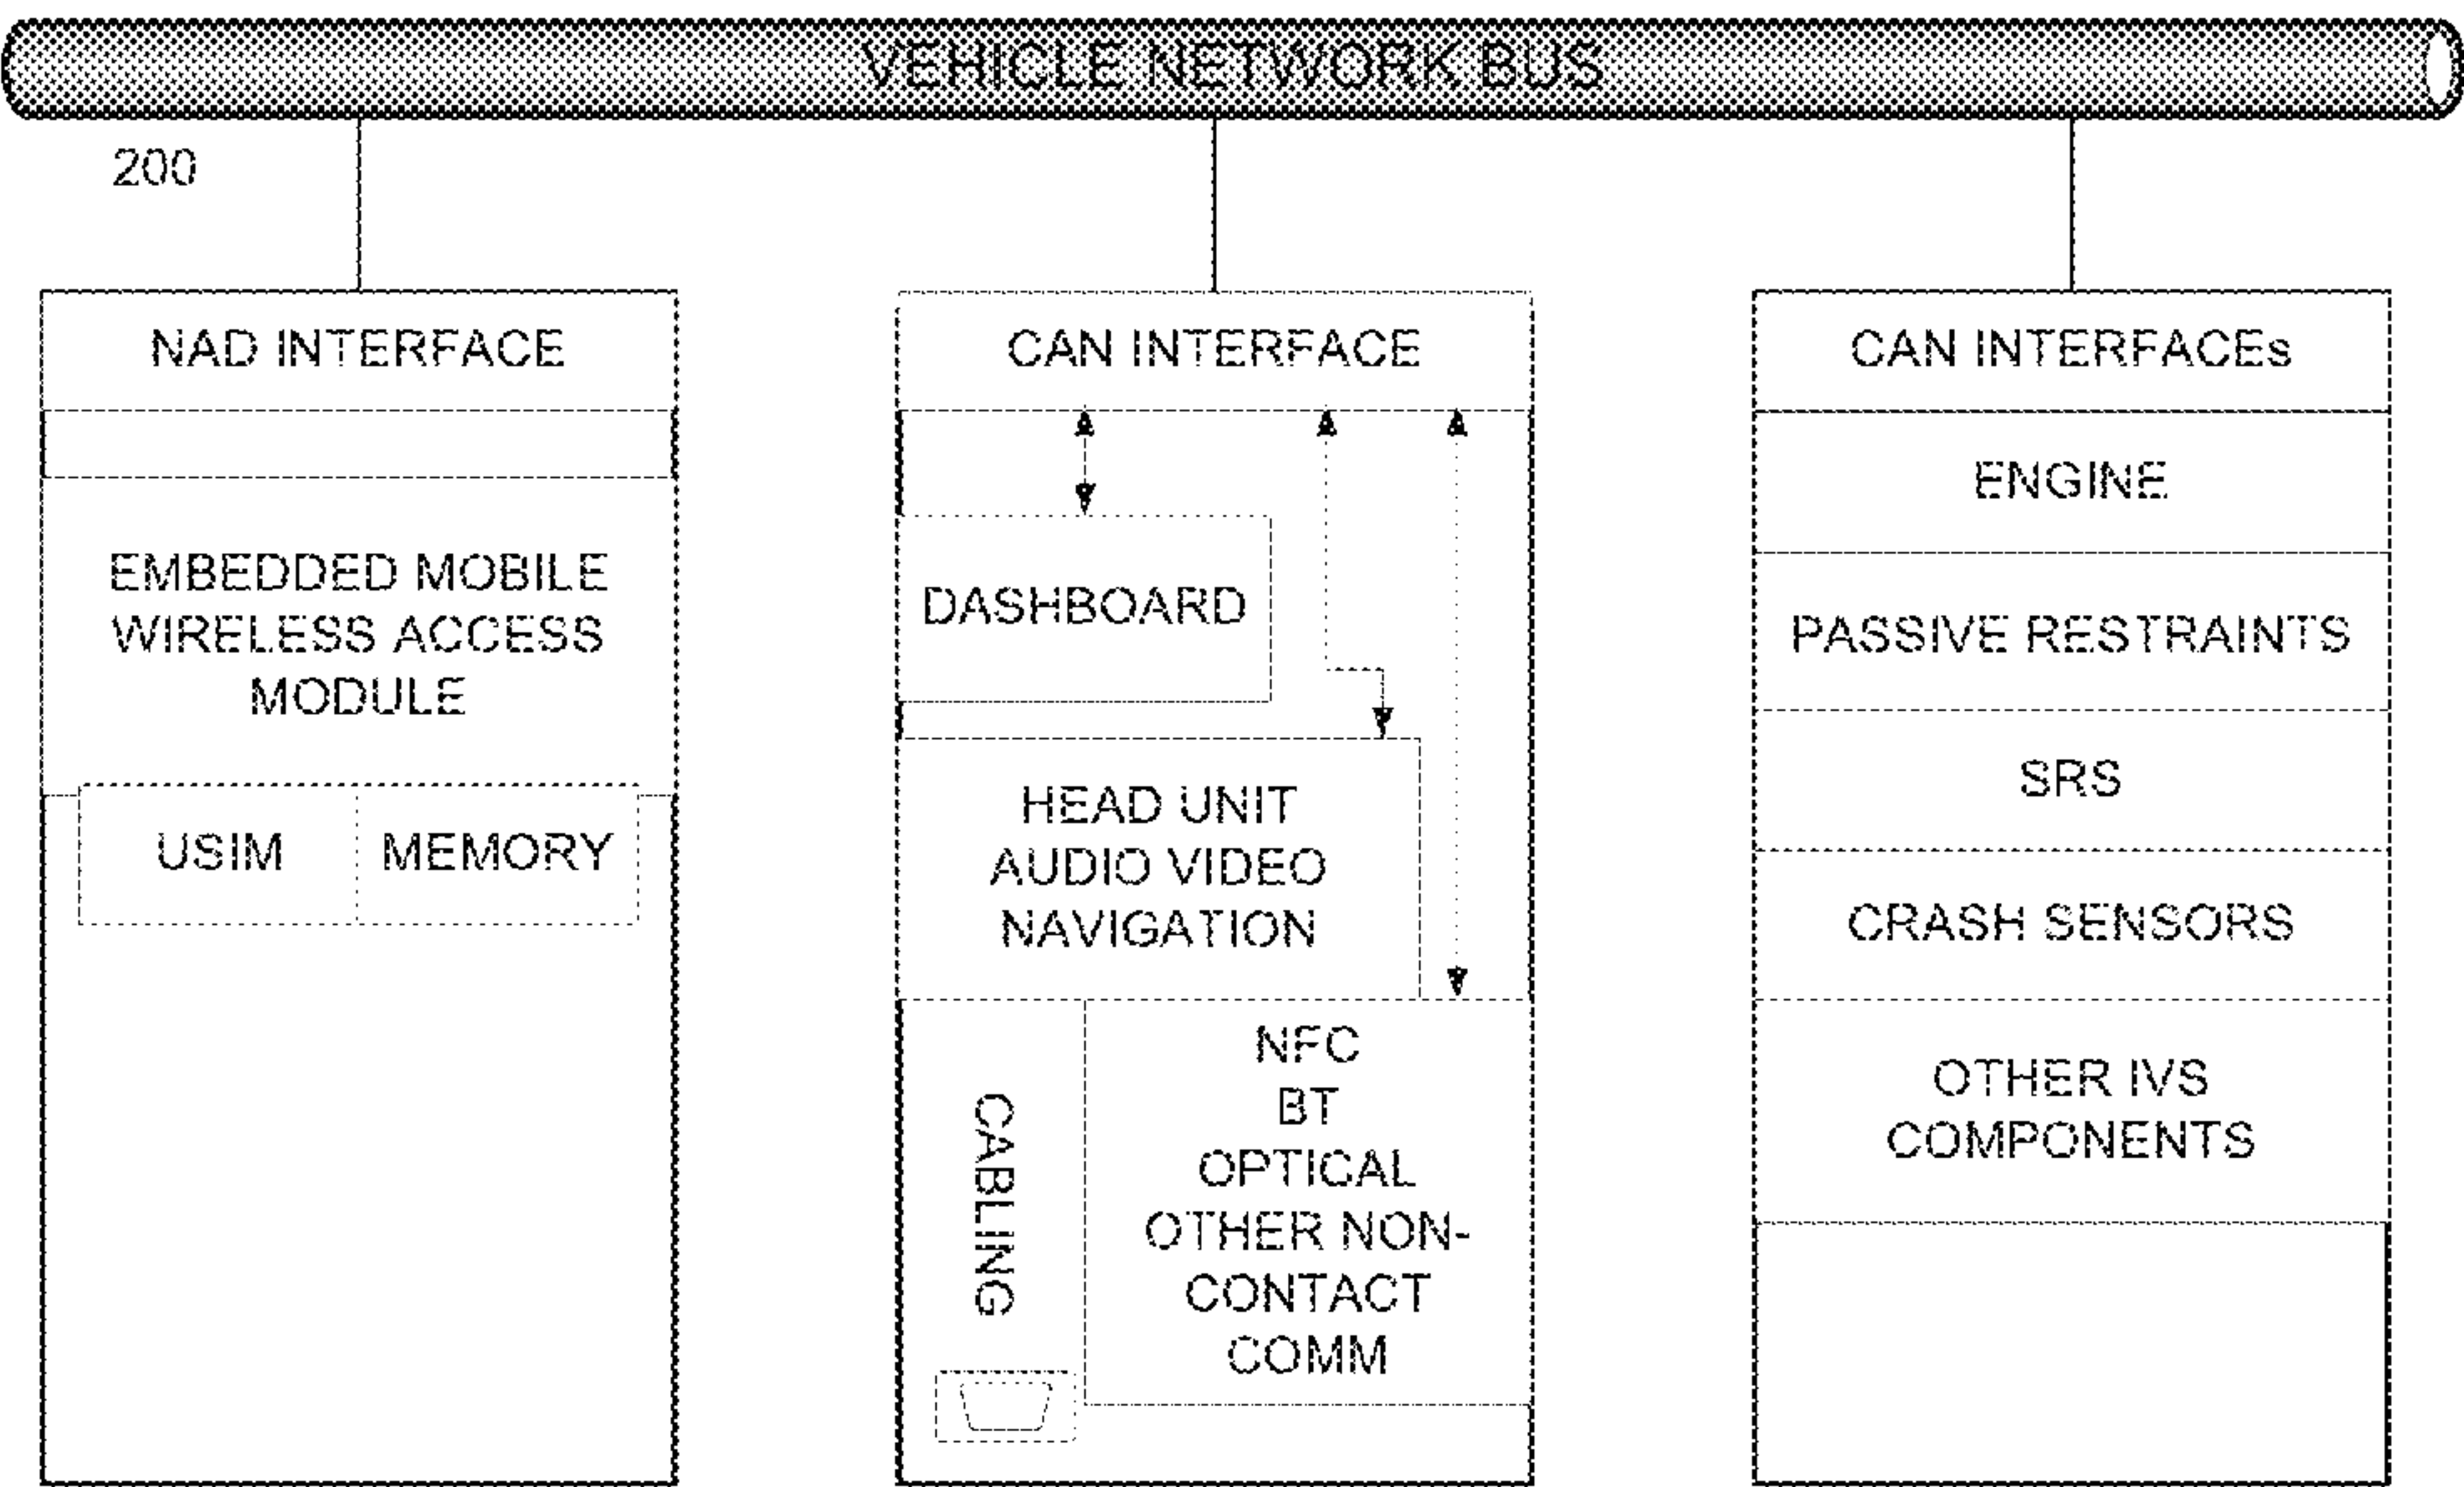 VEHICLE NETWORK BUS
200
NAD INTERFACE
EMBEDDED MOBILE
WIRELESS ACCESS
MODULE
USIM
MEMORY
CAN INTERFACE
DASHBOARD
HEAD UNIT
AUDIO VIDEO
NAVIGATION
CABLING
NFC
BT
OPTICAL
OTHER NON-
CONTACT
COMM
CAN INTERFACEs
ENGINE
PASSIVE RESTRAINTS
SRS
CRASH SENSORS
OTHER IVS
COMPONENTS